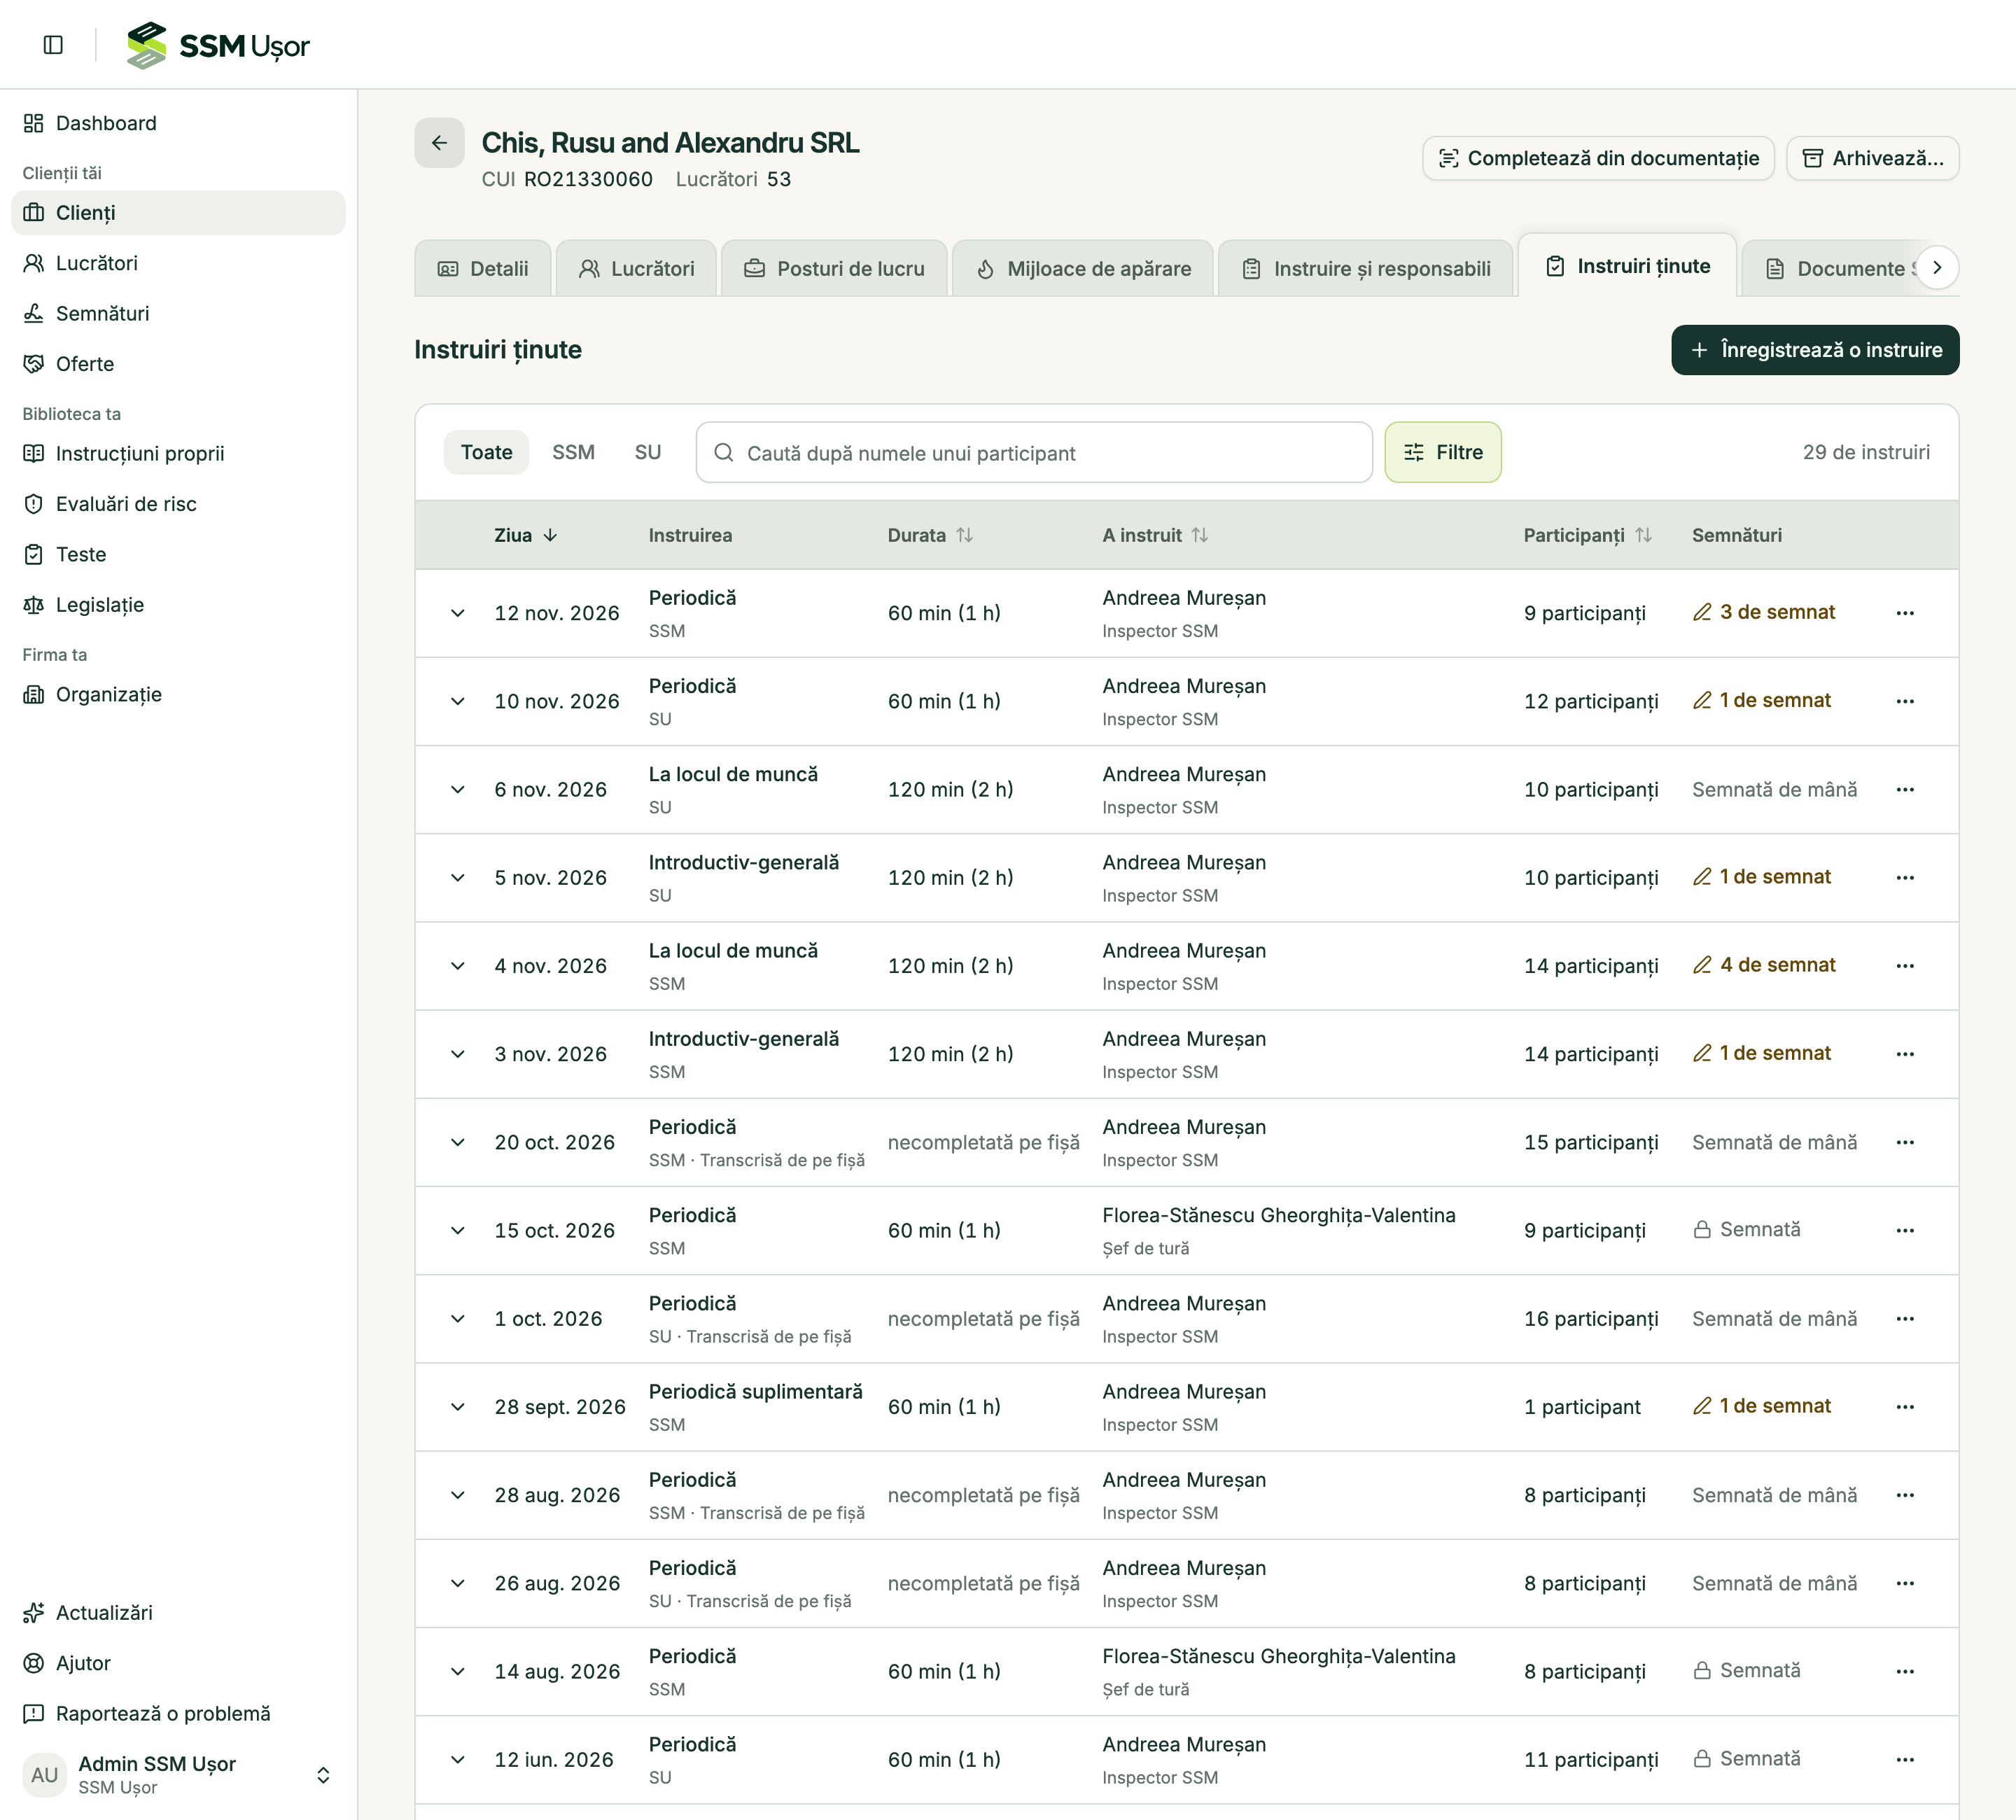 SSM Ușor
Dashboard
Clienții tăi
Clienți
Lucrători
Semnături
Oferte
Biblioteca ta
Instrucțiuni proprii
Evaluări de risc
Teste
Legislație
Firma ta
Organizație
Actualizări
Ajutor
Raportează o problemă
AU
Admin SSM Ușor
SSM Ușor
Chis, Rusu and Alexandru SRL
CUI RO21330060 Lucrători 53
Completează din documentație
Arhivează...
Detalii
Lucrători
Posturi de lucru
Mijloace de apărare
Instruire și responsabili
Instruiri ținute
Documente
Instruiri ținute
Înregistrează o instruire
Toate SSM SU
Caută după numele unui participant
Filtre
29 de instruiri
Ziua Instruirea Durata A instruit Participanți Semnături
12 nov. 2026 Periodică 60 min (1 h) Andreea Mureșan 9 participanți 3 de semnat
SSM Inspector SSM
10 nov. 2026 Periodică 60 min (1 h) Andreea Mureșan 12 participanți 1 de semnat
SU Inspector SSM
6 nov. 2026 La locul de muncă 120 min (2 h) Andreea Mureșan 10 participanți Semnată de mână
SU Inspector SSM
5 nov. 2026 Introductiv-generală 120 min (2 h) Andreea Mureșan 10 participanți 1 de semnat
SU Inspector SSM
4 nov. 2026 La locul de muncă 120 min (2 h) Andreea Mureșan 14 participanți 4 de semnat
SSM Inspector SSM
3 nov. 2026 Introductiv-generală 120 min (2 h) Andreea Mureșan 14 participanți 1 de semnat
SSM Inspector SSM
20 oct. 2026 Periodică necompletată pe fișă Andreea Mureșan 15 participanți Semnată de mână
SSM · Transcrisă de pe fișă Inspector SSM
15 oct. 2026 Periodică 60 min (1 h) Florea-Stănescu Gheorghița-Valentina 9 participanți Semnată
SSM Șef de tură
1 oct. 2026 Periodică necompletată pe fișă Andreea Mureșan 16 participanți Semnată de mână
SU · Transcrisă de pe fișă Inspector SSM
28 sept. 2026 Periodică suplimentară 60 min (1 h) Andreea Mureșan 1 participant 1 de semnat
SSM Inspector SSM
28 aug. 2026 Periodică necompletată pe fișă Andreea Mureșan 8 participanți Semnată de mână
SSM · Transcrisă de pe fișă Inspector SSM
26 aug. 2026 Periodică necompletată pe fișă Andreea Mureșan 8 participanți Semnată de mână
SU · Transcrisă de pe fișă Inspector SSM
14 aug. 2026 Periodică 60 min (1 h) Florea-Stănescu Gheorghița-Valentina 8 participanți Semnată
SSM Șef de tură
12 iun. 2026 Periodică 60 min (1 h) Andreea Mureșan 11 participanți Semnată
SU Inspector SSM